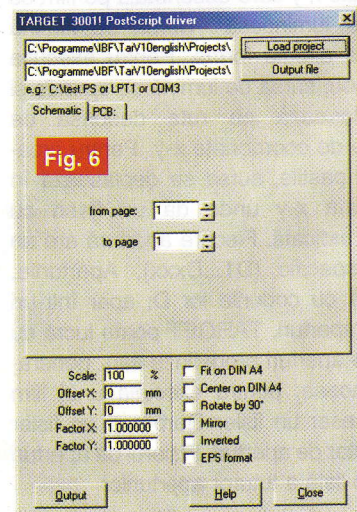 TARGET 3001! PostScript driver
C:\Programme\IBF\TarV10english\Projects\ Load project
C:\Programme\IBF\TarV10english\Projects\ Output file
e.g.: C:\test.PS or LPT1 or COM3
Schematic PCB:
Fig. 6
from page: 1
to page 1
Scale: 100 % Fit on DIN A4
Offset X: 0 mm Center on DIN A4
Offset Y: 0 mm Rotate by 90°
Factor X: 1.000000 Mirror
Factor Y: 1.000000 Inverted
EPS format
Output Help Close